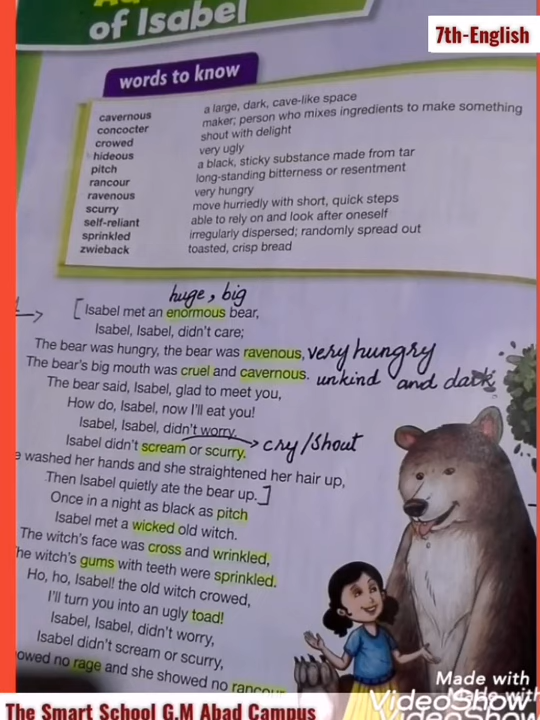 of Isabel
7th-English
words to know
cavernous a large, dark, cave-like space
concocter maker; person who mixes ingredients to make something
crowed shout with delight
hideous very ugly
pitch a black, sticky substance made from tar
rancour long-standing bitterness or resentment
ravenous very hungry
scurry move hurriedly with short, quick steps
self-reliant able to rely on and look after oneself
sprinkled irregularly dispersed; randomly spread out
zwieback toasted, crisp bread
huge, big
[Isabel met an enormous bear,
Isabel, Isabel, didn't care;
The bear was hungry, the bear was ravenous, very hungry
The bear's big mouth was cruel and cavernous. unkind and dark
The bear said, Isabel, glad to meet you,
How do, Isabel, now I'll eat you!
Isabel, Isabel, didn't worry,
Isabel didn't scream or scurry. cry/shout
e washed her hands and she straightened her hair up,
Then Isabel quietly ate the bear up.]
Once in a night as black as pitch
Isabel met a wicked old witch.
The witch's face was cross and wrinkled,
he witch's gums with teeth were sprinkled.
Ho, ho, Isabel! the old witch crowed,
I'll turn you into an ugly toad!
Isabel, Isabel, didn't worry,
Isabel didn't scream or scurry,
owed no rage and she showed no rancour
Made with
VideoShow
The Smart School G.M Abad Campus